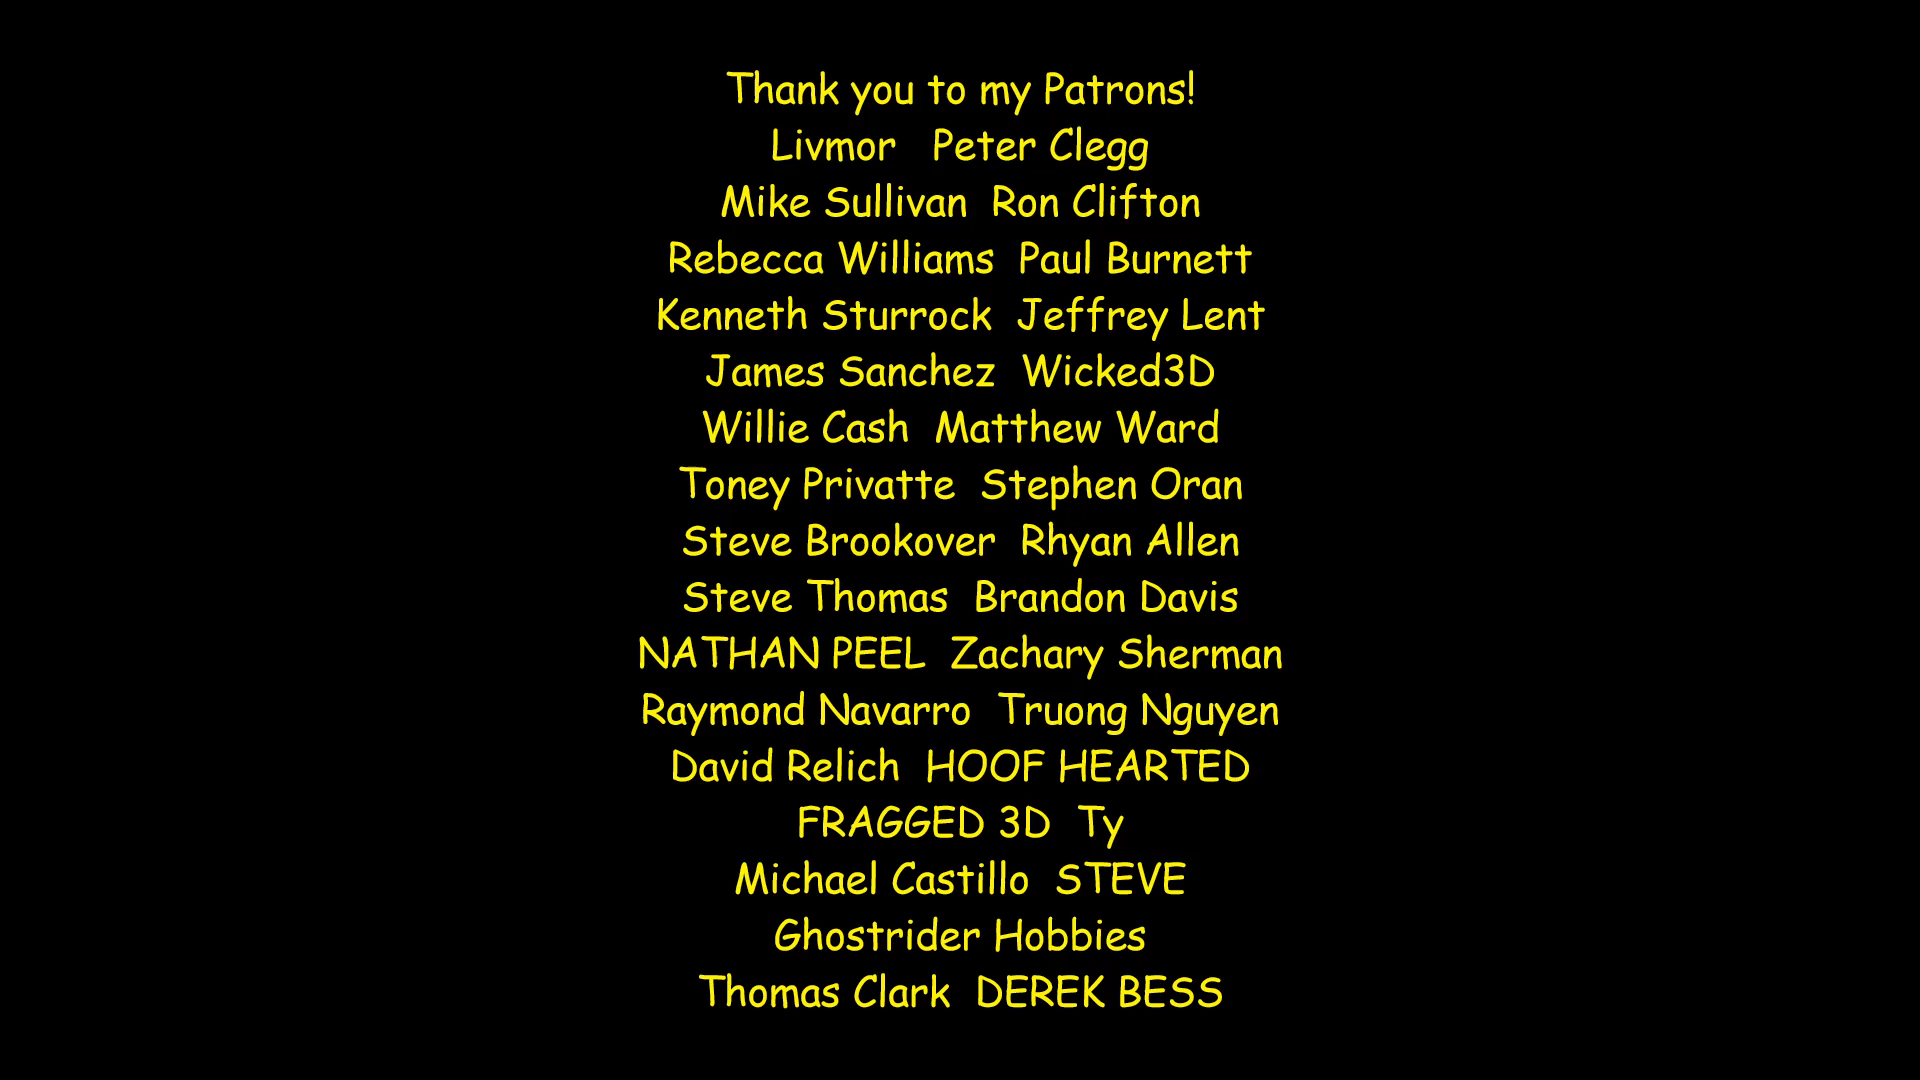 Thank you to my Patrons!
Livmor   Peter Clegg
Mike Sullivan  Ron Clifton
Rebecca Williams  Paul Burnett
Kenneth Sturrock  Jeffrey Lent
James Sanchez  Wicked3D
Willie Cash  Matthew Ward
Toney Privatte  Stephen Oran
Steve Brookover  Rhyan Allen
Steve Thomas  Brandon Davis
NATHAN PEEL  Zachary Sherman
Raymond Navarro  Truong Nguyen
David Relich  HOOF HEARTED
FRAGGED 3D  Ty
Michael Castillo  STEVE
Ghostrider Hobbies
Thomas Clark  DEREK BESS